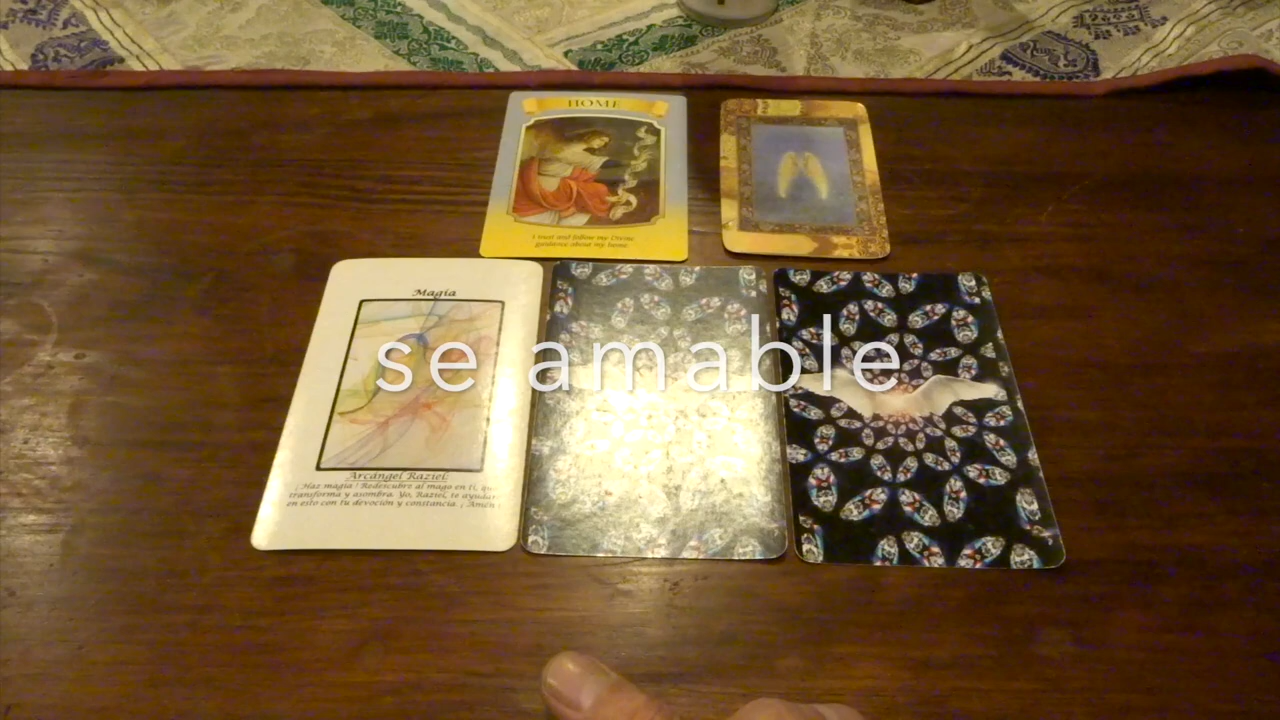 HOME
I trust and follow my Divine
guidance about my home.
Magia
se amable
Arcángel Raziel:
¡Haz magia! Redescubre al mago en ti, que
transforma y asombra. Yo, Raziel, te ayudar
en esto con tu devoción y constancia. ¡Amén!